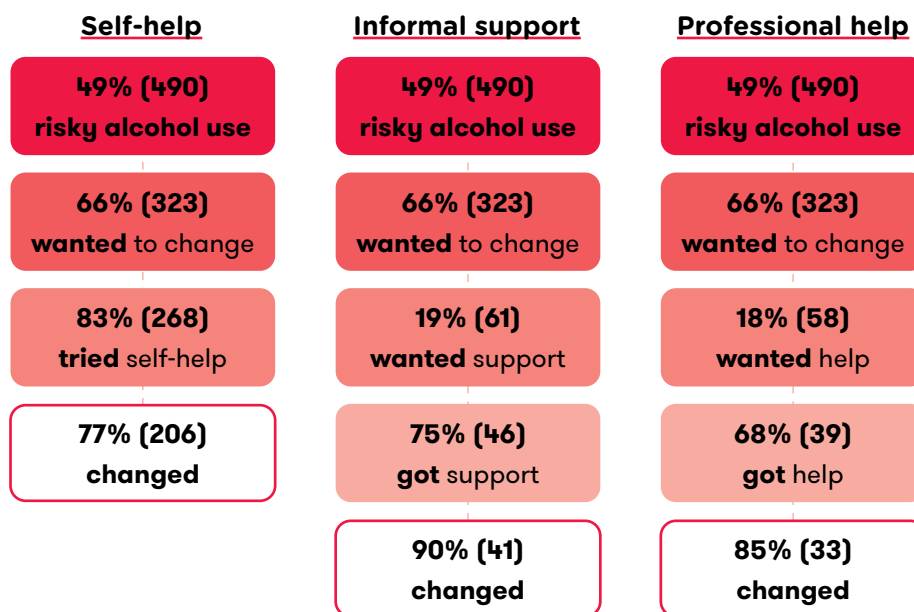 Self-help
49% (490)
risky alcohol use
66% (323)
wanted to change
83% (268)
tried self-help
77% (206)
changed
Informal support
49% (490)
risky alcohol use
66% (323)
wanted to change
19% (61)
wanted support
75% (46)
got support
90% (41)
changed
Professional help
49% (490)
risky alcohol use
66% (323)
wanted to change
18% (58)
wanted help
68% (39)
got help
85% (33)
changed